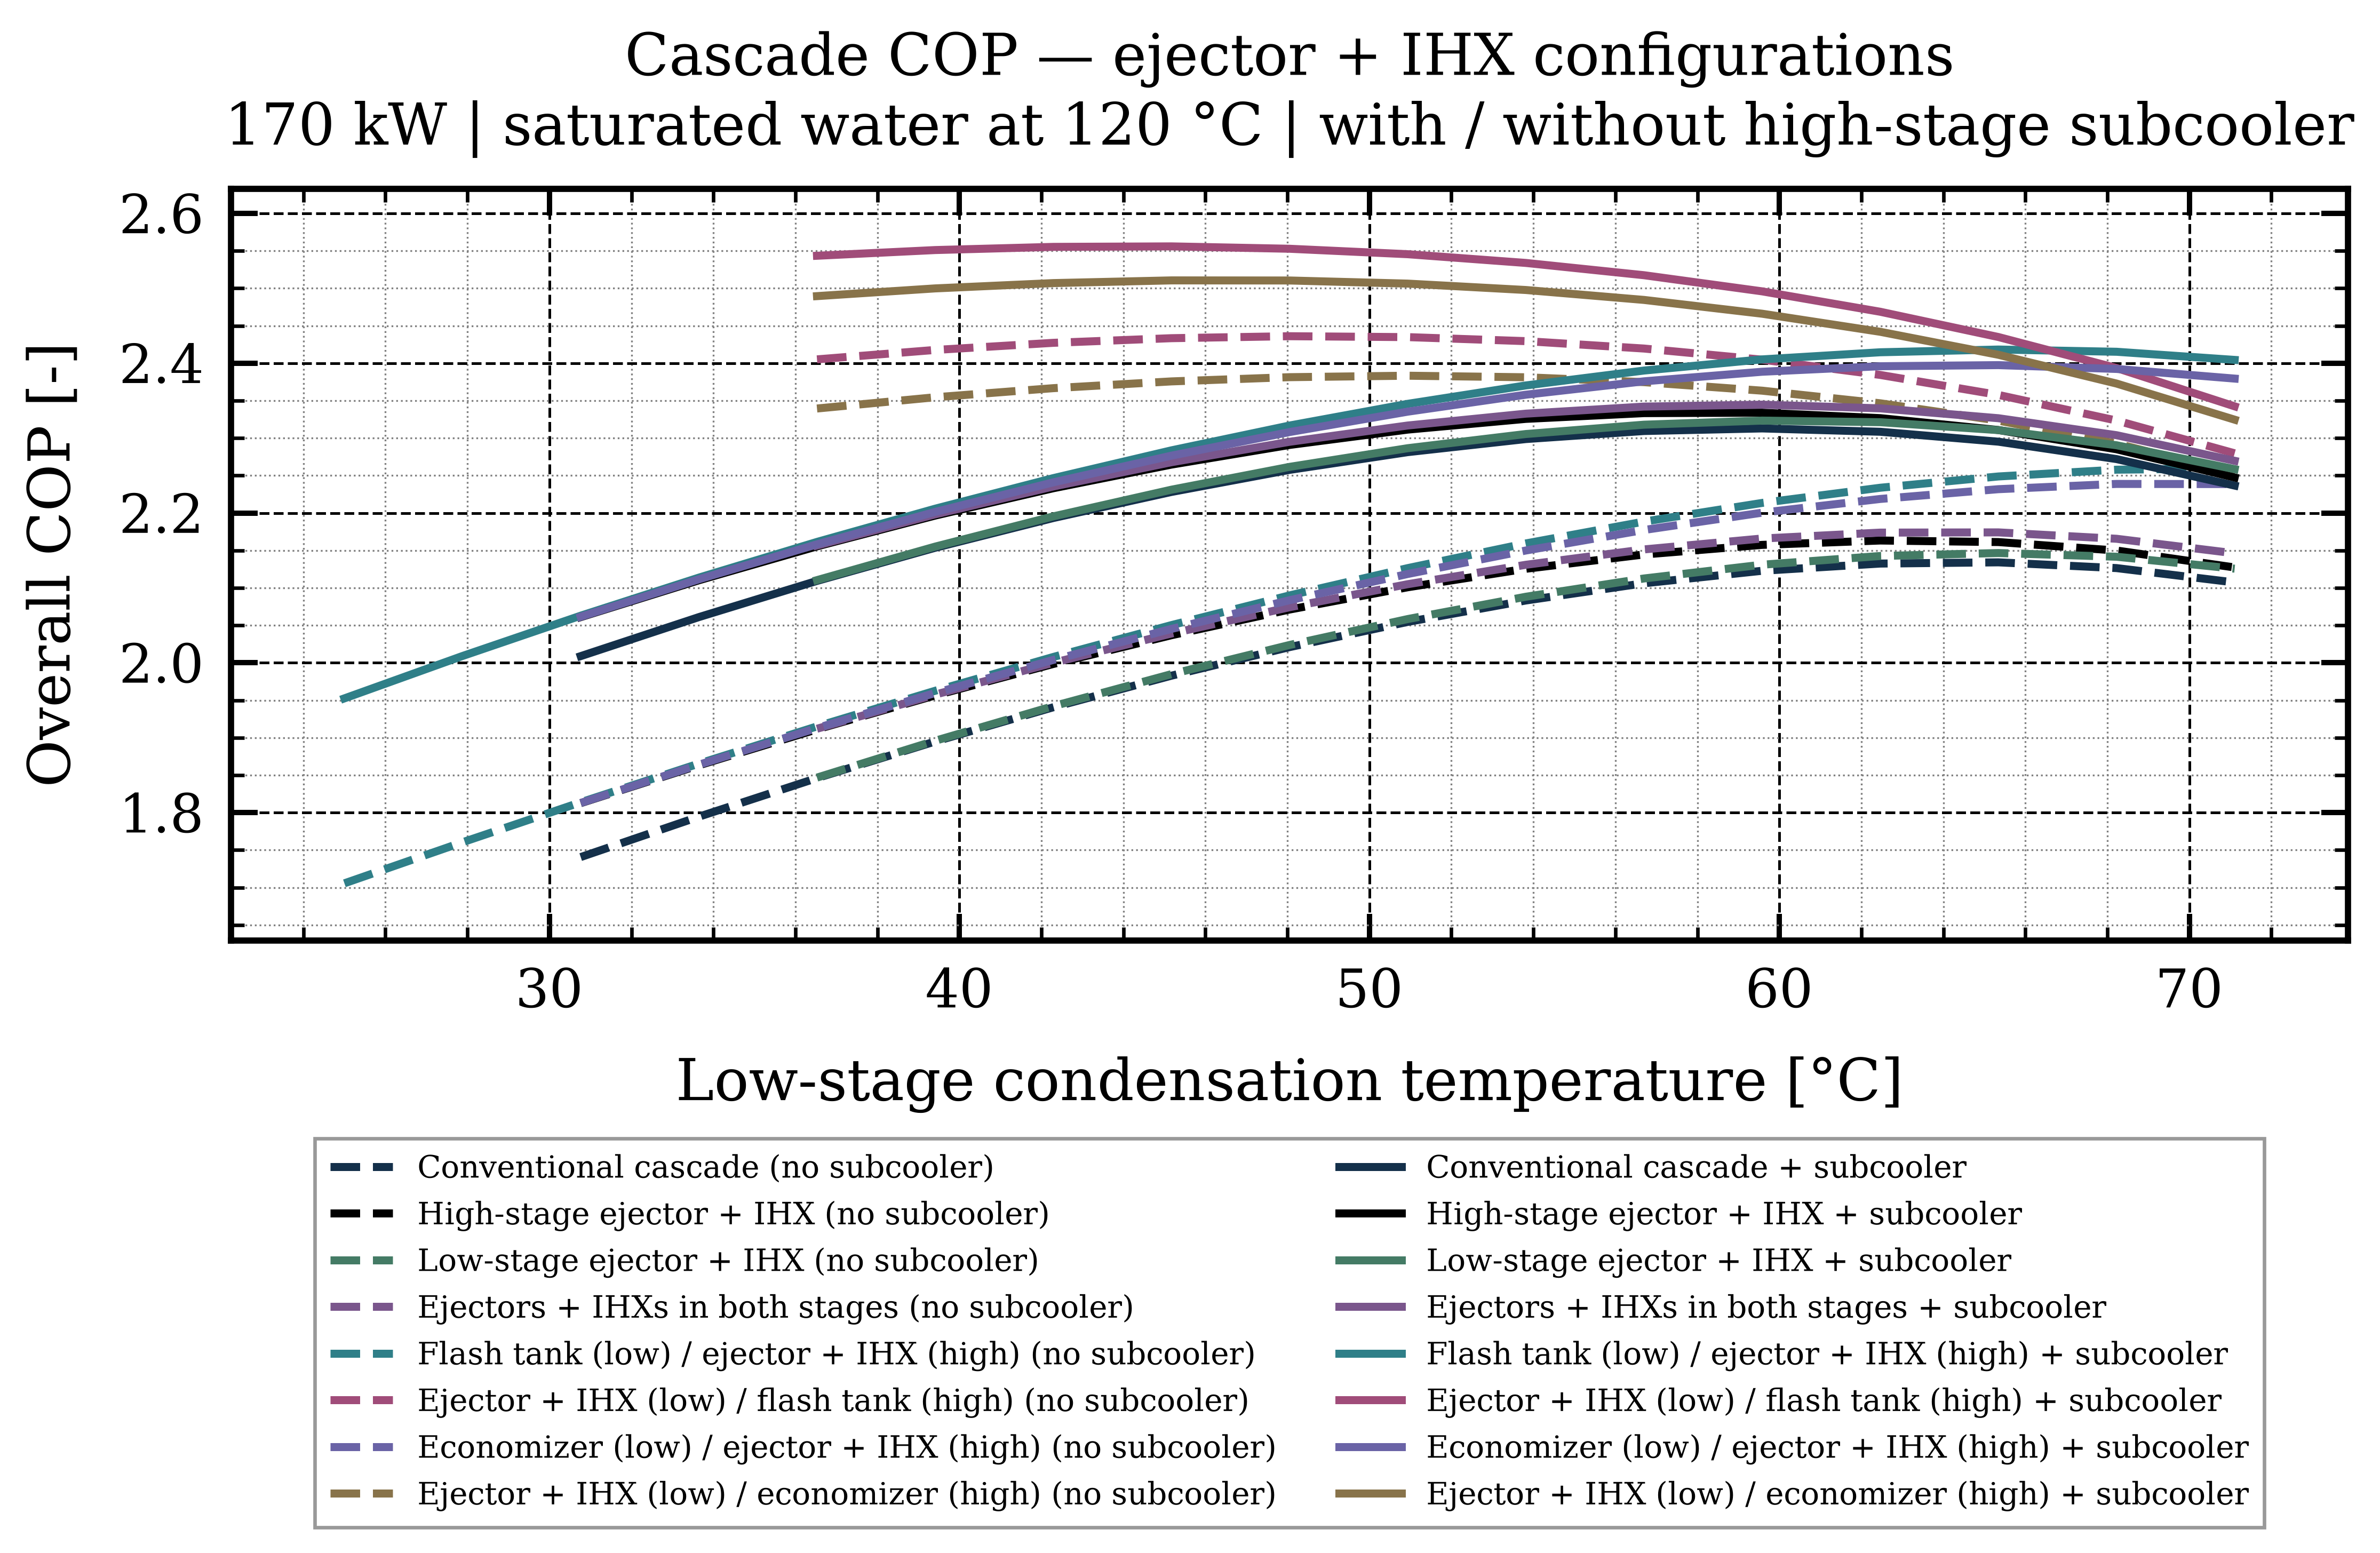 Cascade COP — ejector + IHX configurations
170 kW | saturated water at 120 °C | with / without high-stage subcooler
Overall COP [-]
2.6
2.4
2.2
2.0
1.8
30
40
50
60
70
Low-stage condensation temperature [°C]
Conventional cascade (no subcooler)
High-stage ejector + IHX (no subcooler)
Low-stage ejector + IHX (no subcooler)
Ejectors + IHXs in both stages (no subcooler)
Flash tank (low) / ejector + IHX (high) (no subcooler)
Ejector + IHX (low) / flash tank (high) (no subcooler)
Economizer (low) / ejector + IHX (high) (no subcooler)
Ejector + IHX (low) / economizer (high) (no subcooler)
Conventional cascade + subcooler
High-stage ejector + IHX + subcooler
Low-stage ejector + IHX + subcooler
Ejectors + IHXs in both stages + subcooler
Flash tank (low) / ejector + IHX (high) + subcooler
Ejector + IHX (low) / flash tank (high) + subcooler
Economizer (low) / ejector + IHX (high) + subcooler
Ejector + IHX (low) / economizer (high) + subcooler